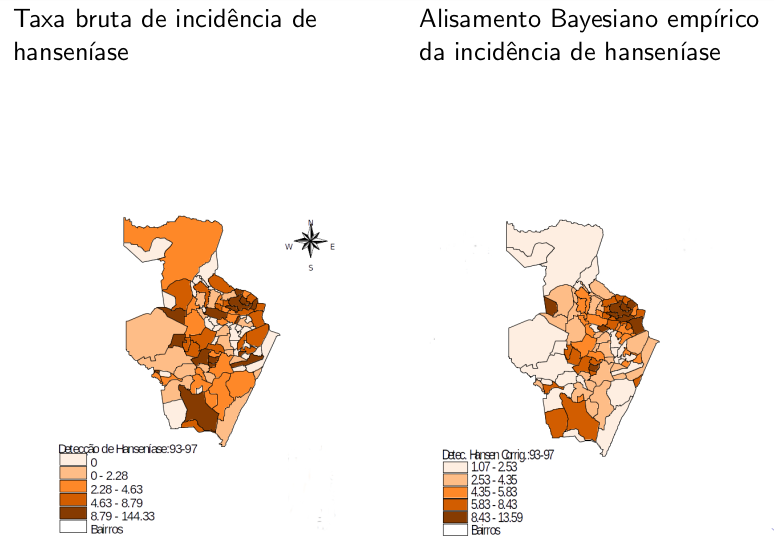 Taxa bruta de incidência de
hanseníase
Alisamento Bayesiano empírico
da incidência de hanseníase
N
W E
S
Detecção de Hanseníase:93-97
0
0 - 2.28
2.28 - 4.63
4.63 - 8.79
8.79 - 144.33
Bairros
Detec. Hansen Corrig.:93-97
1.07 - 2.53
2.53 - 4.35
4.35 - 5.83
5.83 - 8.43
8.43 - 13.59
Bairros